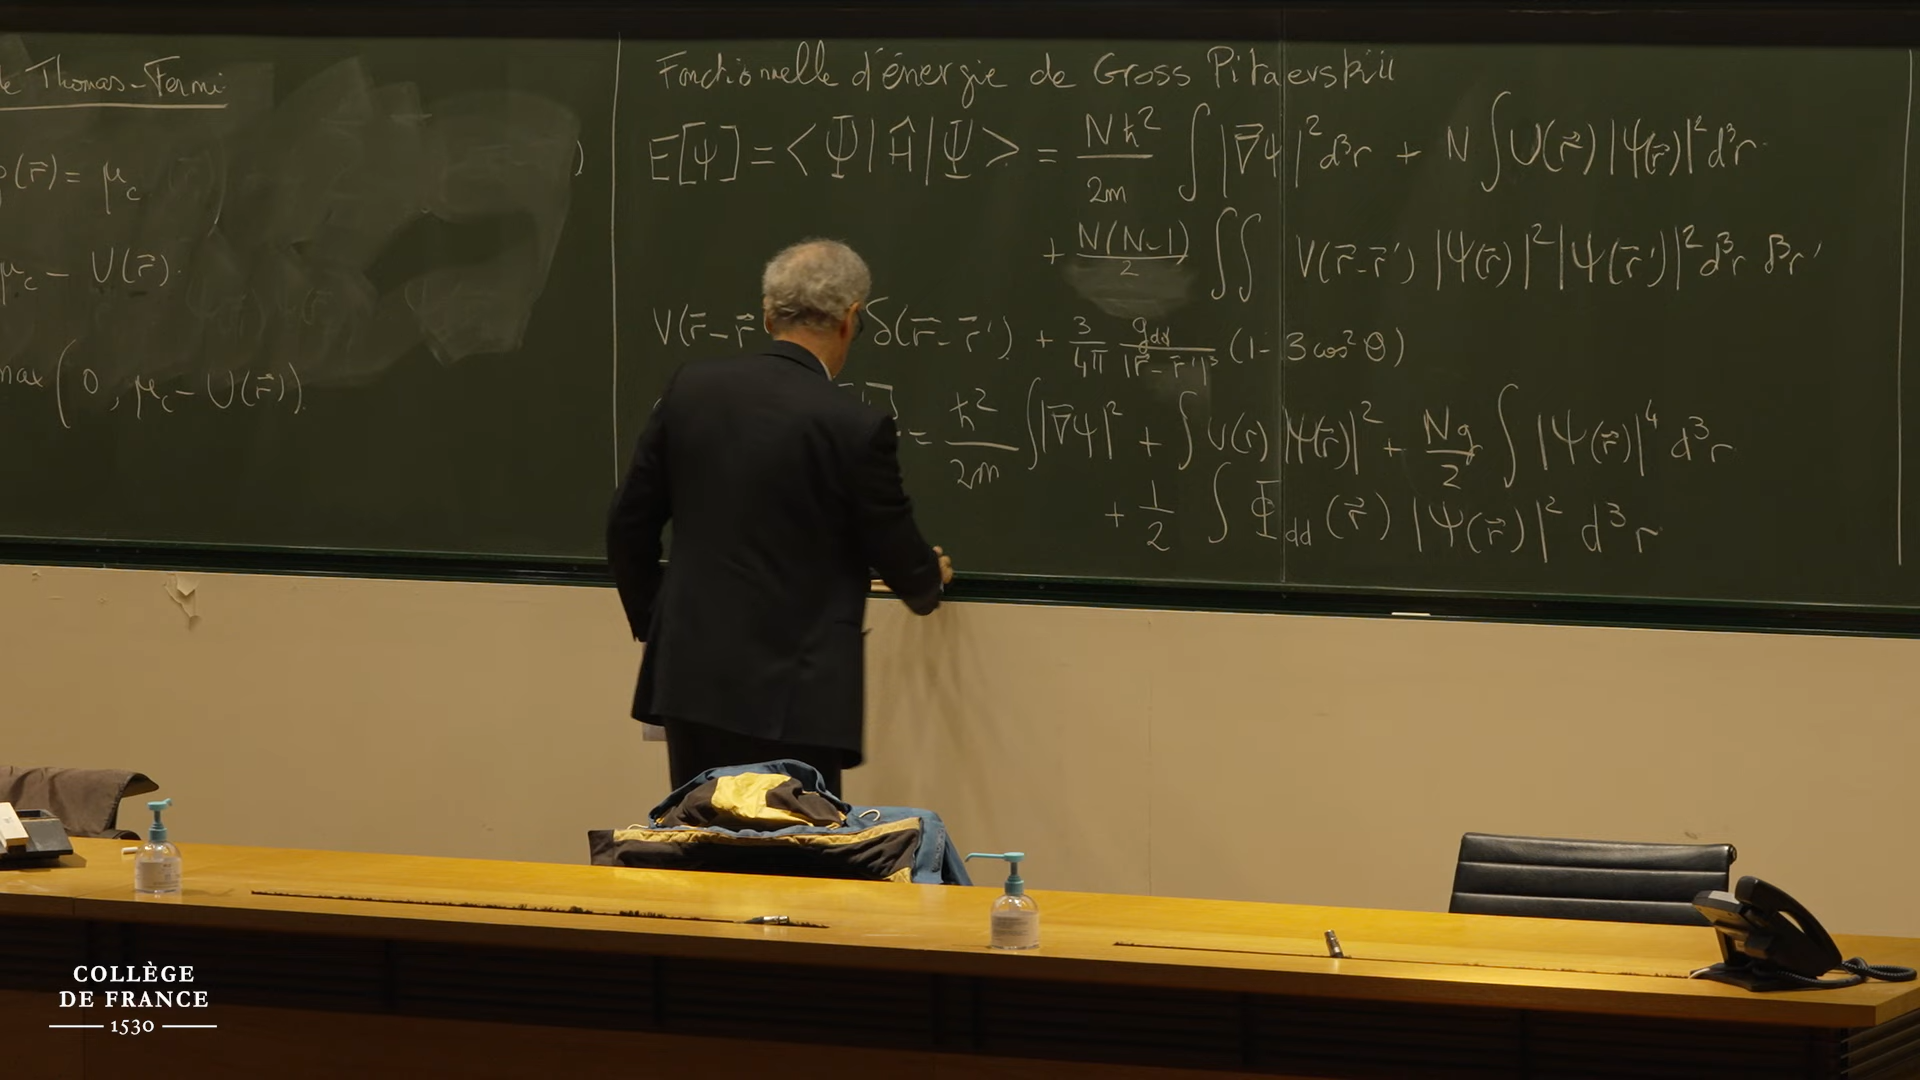 de Thomas-Fermi
ρ(r⃗) = μc
μc - U(r⃗).
max(0, μc - U(r⃗)).
Fonctionnelle d'énergie de Gross Pitaevskii
E[ψ] = <Ψ|Ĥ|Ψ> = Nħ²/2m ∫|∇⃗ψ|² d³r + N ∫U(r⃗) |ψ(r⃗)|² d³r
+ N(N-1)/2 ∬ V(r⃗-r⃗') |ψ(r⃗)|² |ψ(r⃗')|² d³r d³r'
V(r⃗-r⃗' δ(r⃗-r⃗') + 3/4π gdd/|r⃗-r⃗'|³ (1-3cos²θ)
= ħ²/2m ∫|∇⃗ψ|² + ∫U(r) |ψ(r⃗)|² + Ng/2 ∫|ψ(r⃗)|⁴ d³r
+ 1/2 ∫Φdd(r⃗) |ψ(r⃗)|² d³r
COLLÈGE
DE FRANCE
1530